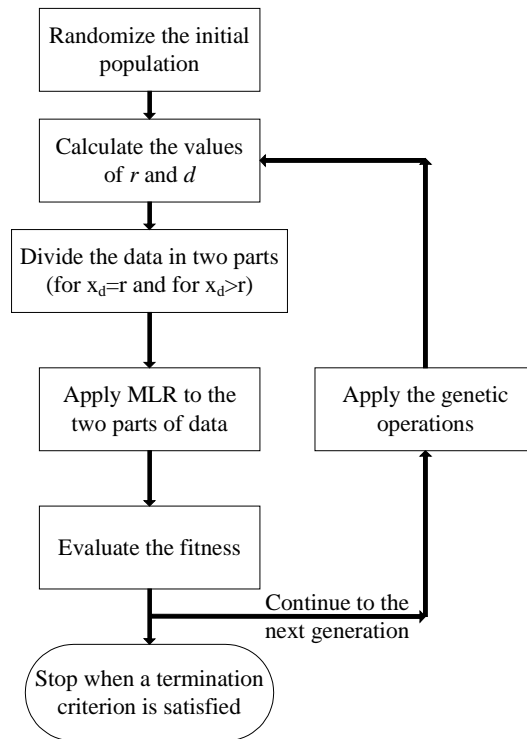 Randomize the initial
population
Calculate the values
of r and d
Divide the data in two parts
(for x_d=r and for x_d>r)
Apply MLR to the
two parts of data
Apply the genetic
operations
Evaluate the fitness
Continue to the
next generation
Stop when a termination
criterion is satisfied